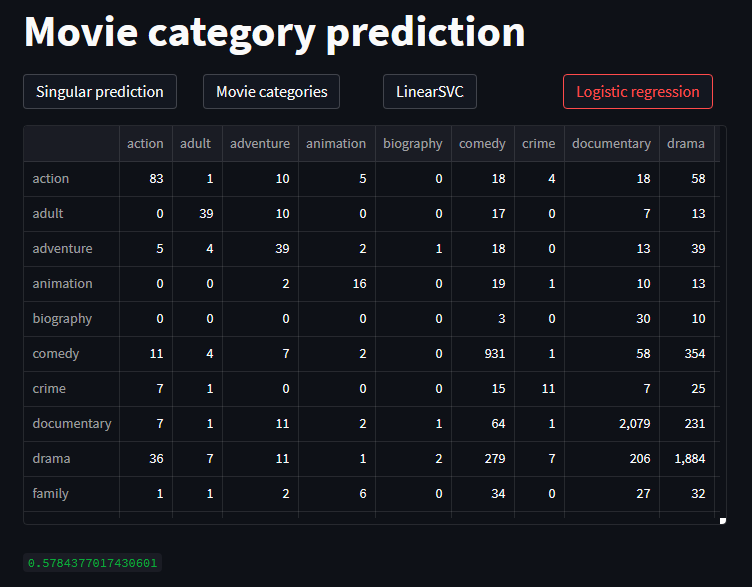 Movie category prediction
Singular prediction Movie categories LinearSVC Logistic regression
action adult adventure animation biography comedy crime documentary drama
action 83 1 10 5 0 18 4 18 58
adult 0 39 10 0 0 17 0 7 13
adventure 5 4 39 2 1 18 0 13 39
animation 0 0 2 16 0 19 1 10 13
biography 0 0 0 0 0 3 0 30 10
comedy 11 4 7 2 0 931 1 58 354
crime 7 1 0 0 0 15 11 7 25
documentary 7 1 11 2 1 64 1 2,079 231
drama 36 7 11 1 2 279 7 206 1,884
family 1 1 2 6 0 34 0 27 32
0.5784377017430601